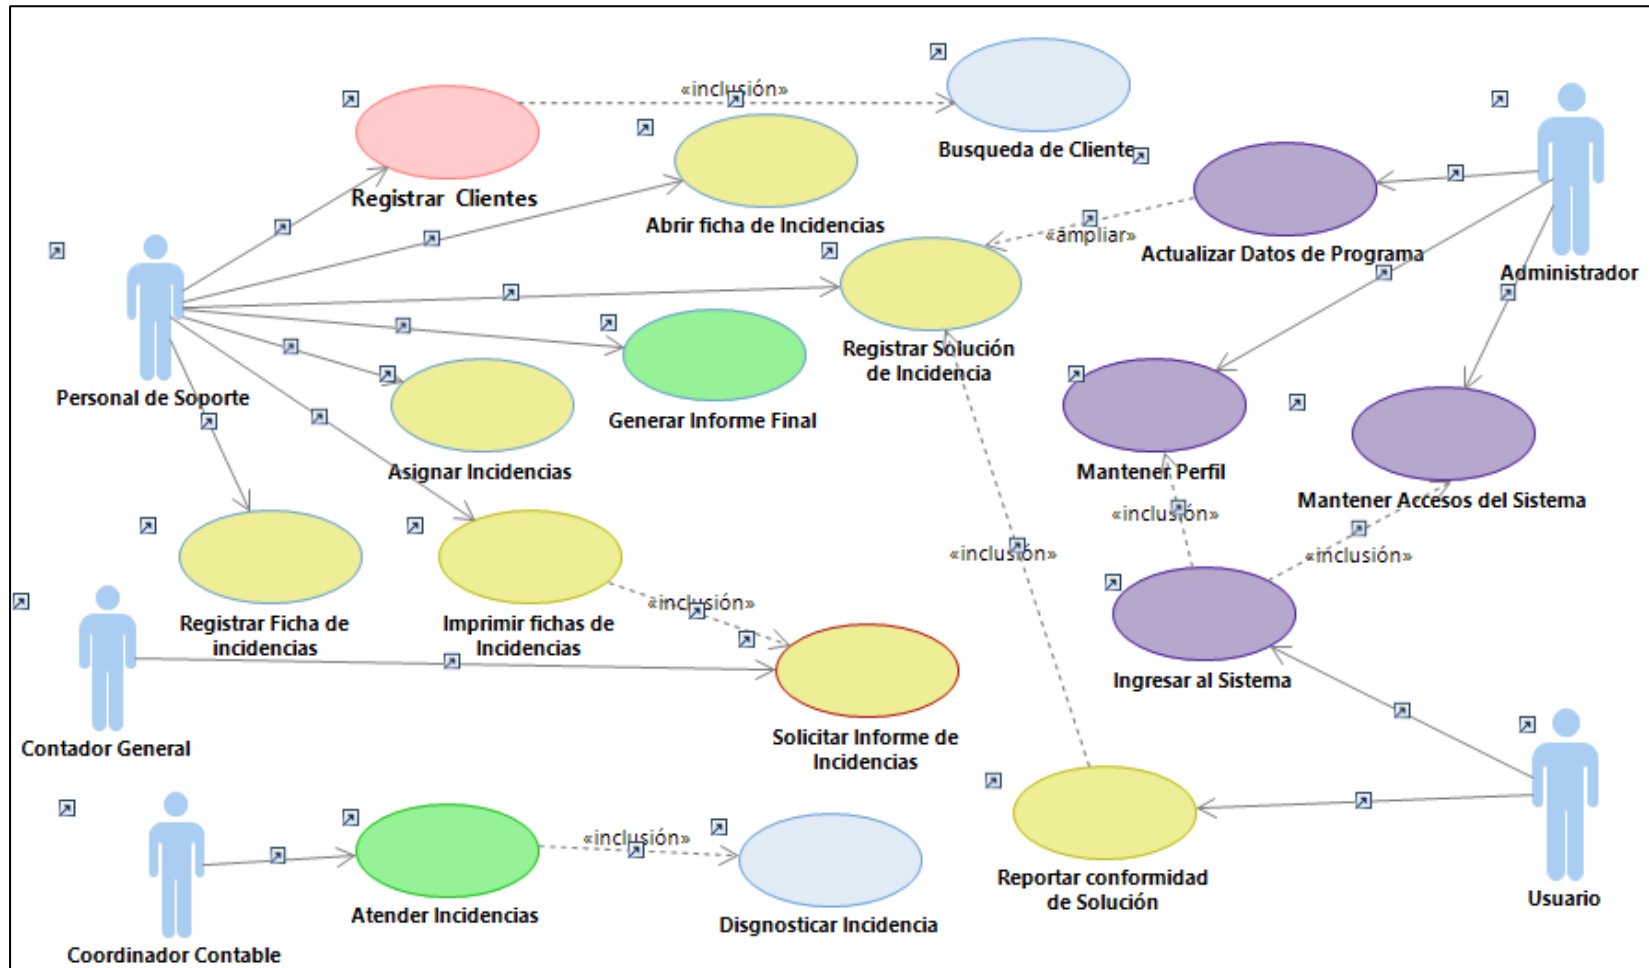 «inclusión»
Busqueda de Cliente
Registrar  Clientes
Abrir ficha de Incidencias
«ampliar»
Actualizar Datos de Programa
Administrador
Personal de Soporte
Registrar Solución
de Incidencia
Generar Informe Final
Asignar Incidencias
Mantener Perfil
Mantener Accesos del Sistema
«inclusión»
«inclusión»
«inclusión»
Registrar Ficha de
incidencias
Imprimir fichas de
Incidencias
«inclusión»
Ingresar al Sistema
Contador General
Solicitar Informe de
Incidencias
«inclusión»
Atender Incidencias
Disgnosticar Incidencia
Reportar conformidad
de Solución
Usuario
Coordinador Contable